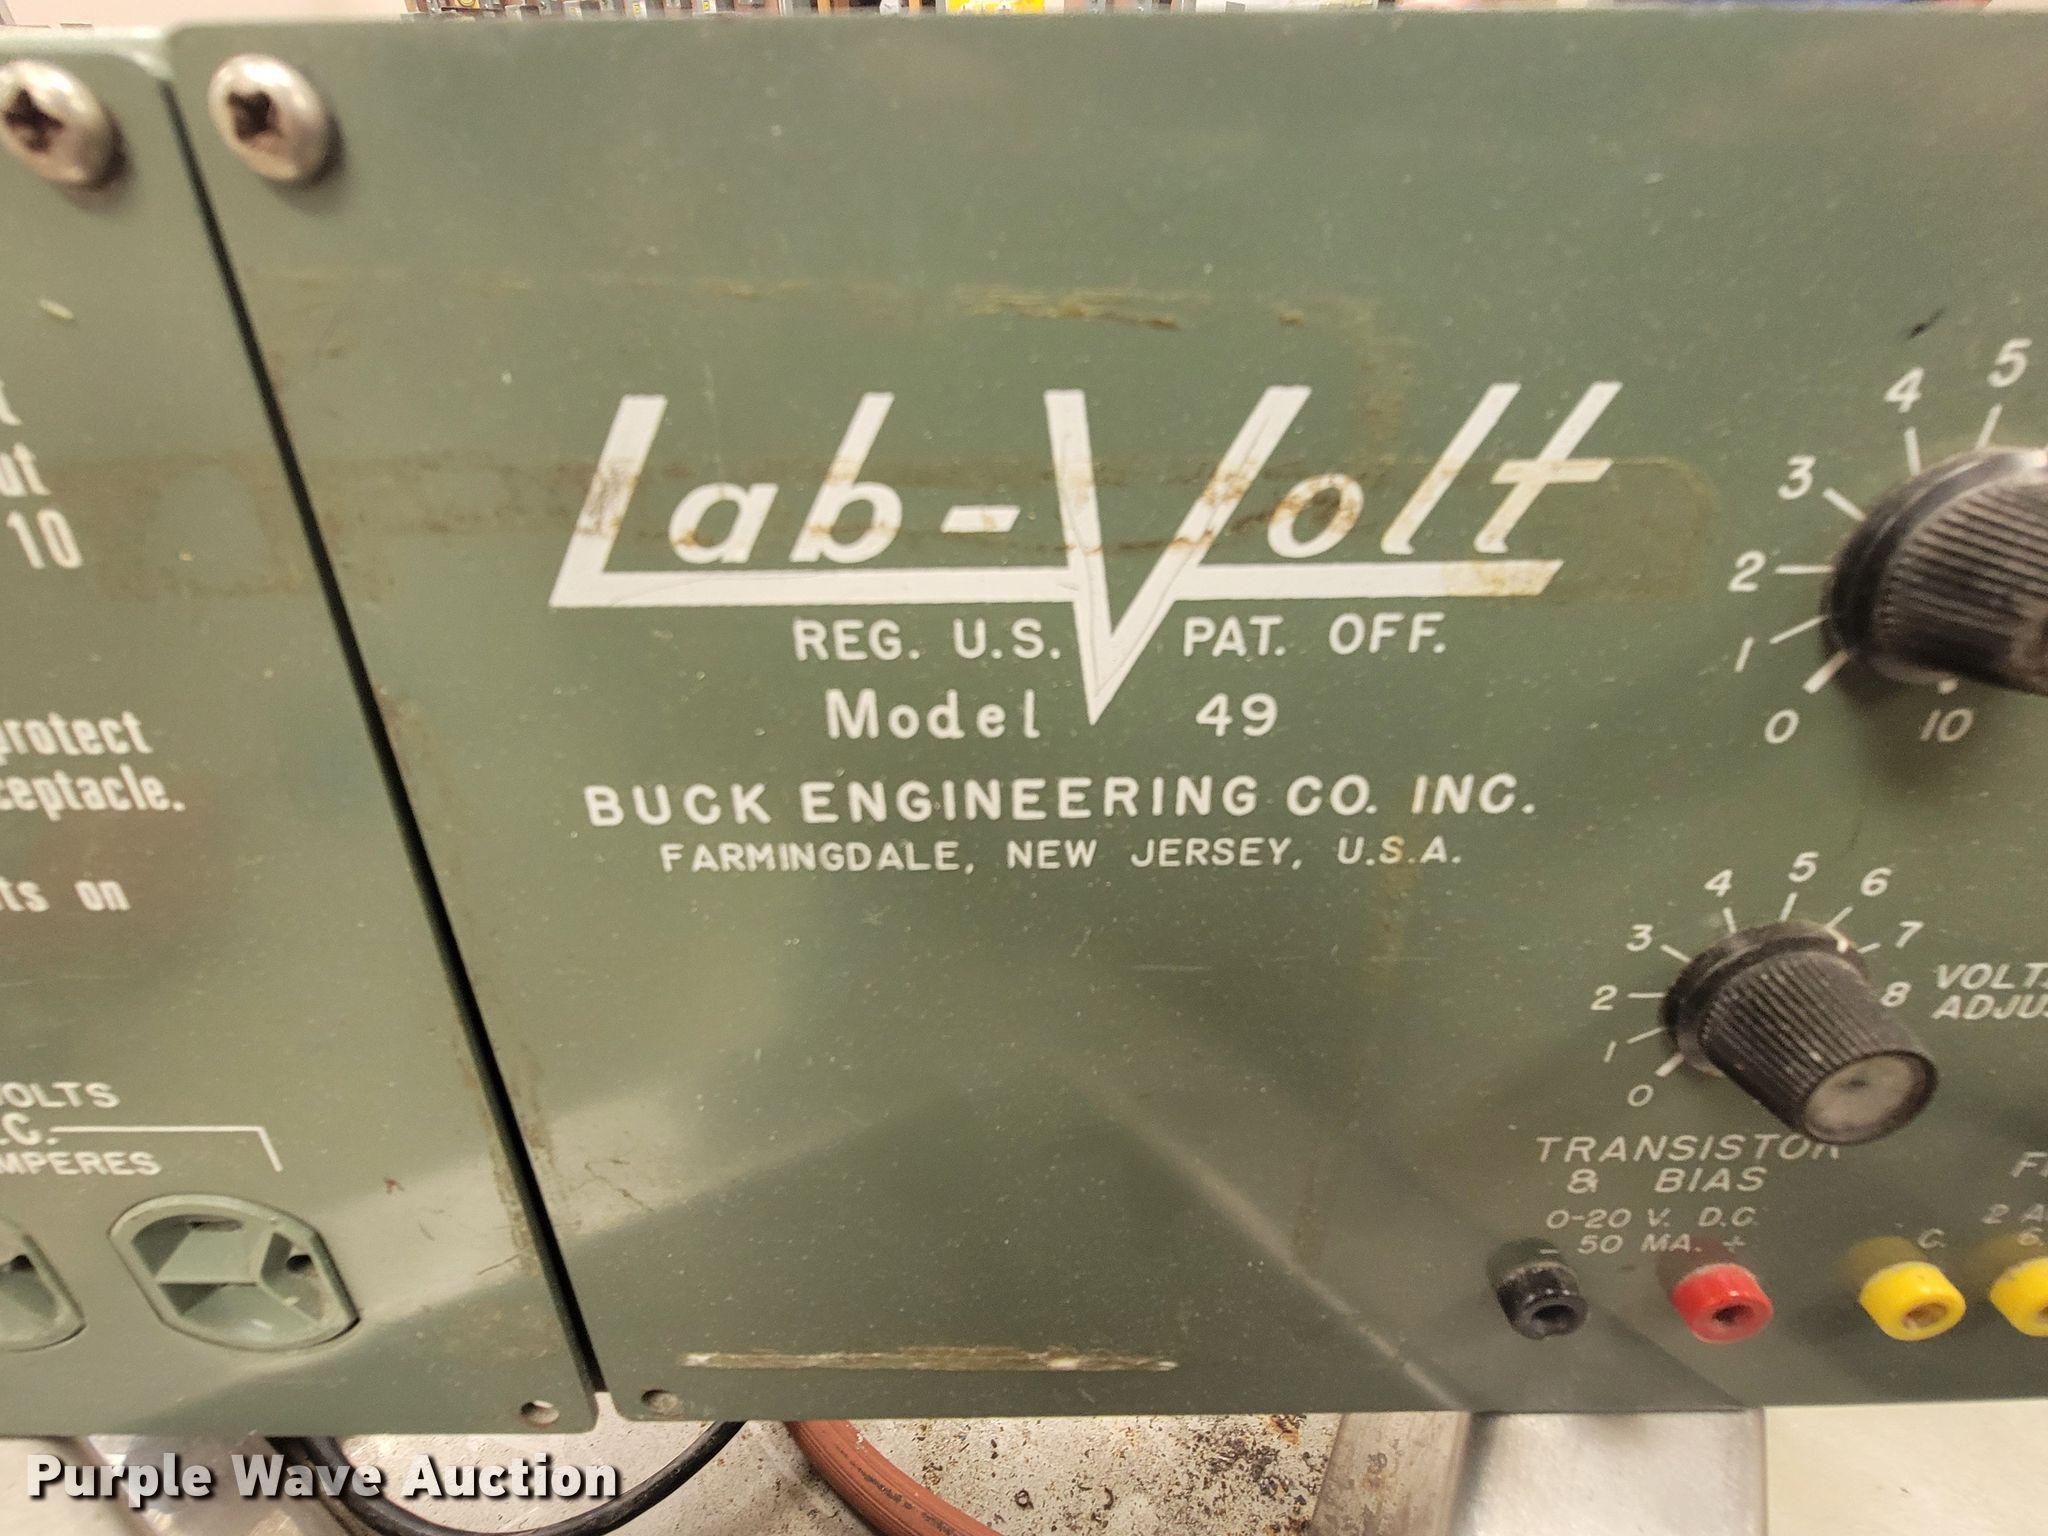 10
protect
on
Lab-Volt
REG. U.S. PAT. OFF.
Model 49
BUCK ENGINEERING CO. INC.
FARMINGDALE, NEW JERSEY, U.S.A.
0 1 2 3 4 5 10
0 1 2 3 4 5 6 7 8
TRANSISTOR
& BIAS
0-20 V. D.C.
- 50 MA. +
C.
2
6.
Purple Wave Auction